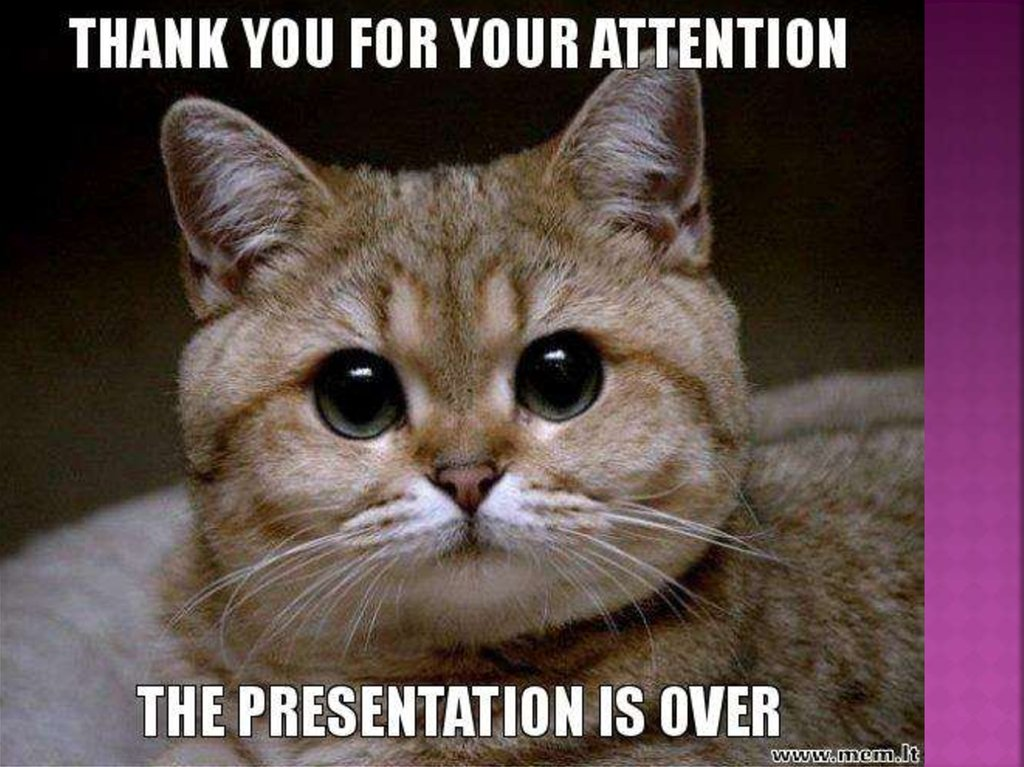 THANK YOU FOR YOUR ATTENTION
THE PRESENTATION IS OVER
www.mem.lt